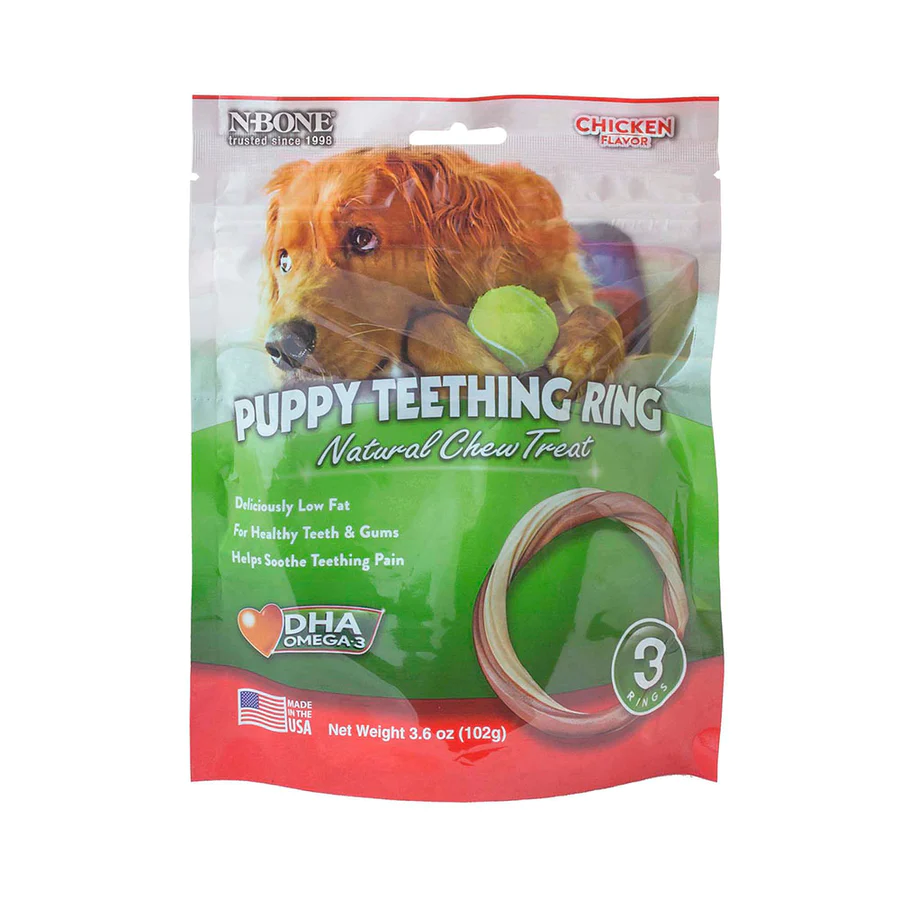 N-BONE®
trusted since 1998
CHICKEN
FLAVOR
PUPPY TEETHING RING
Natural Chew Treat
Deliciously Low Fat
For Healthy Teeth & Gums
Helps Soothe Teething Pain
DHA
OMEGA-3
3
RINGS
MADE
IN THE
USA
Net Weight 3.6 oz (102g)